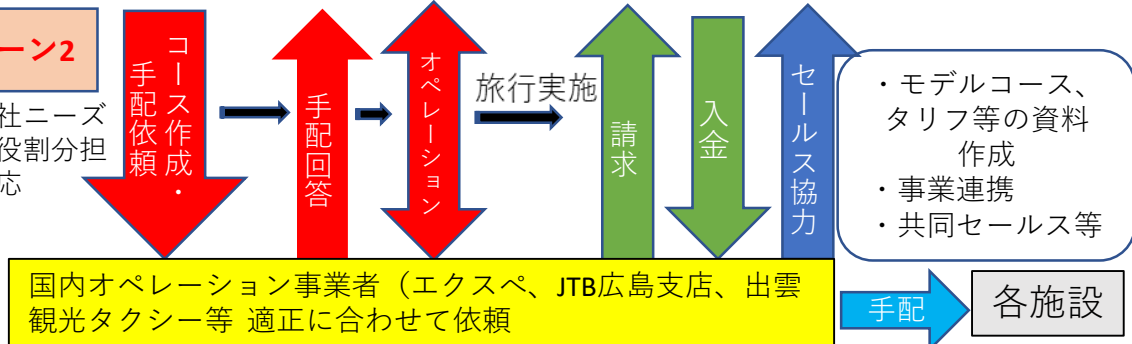 ーン2
社ニーズ
役割分担
応
コース作成・
手配依頼
手配回答
オペレーション
旅行実施
請求
入金
セールス協力
・モデルコース、
タリフ等の資料
作成
・事業連携
・共同セールス等
国内オペレーション事業者（エクスペ、JTB広島支店、出雲
観光タクシー等 適正に合わせて依頼
手配
各施設